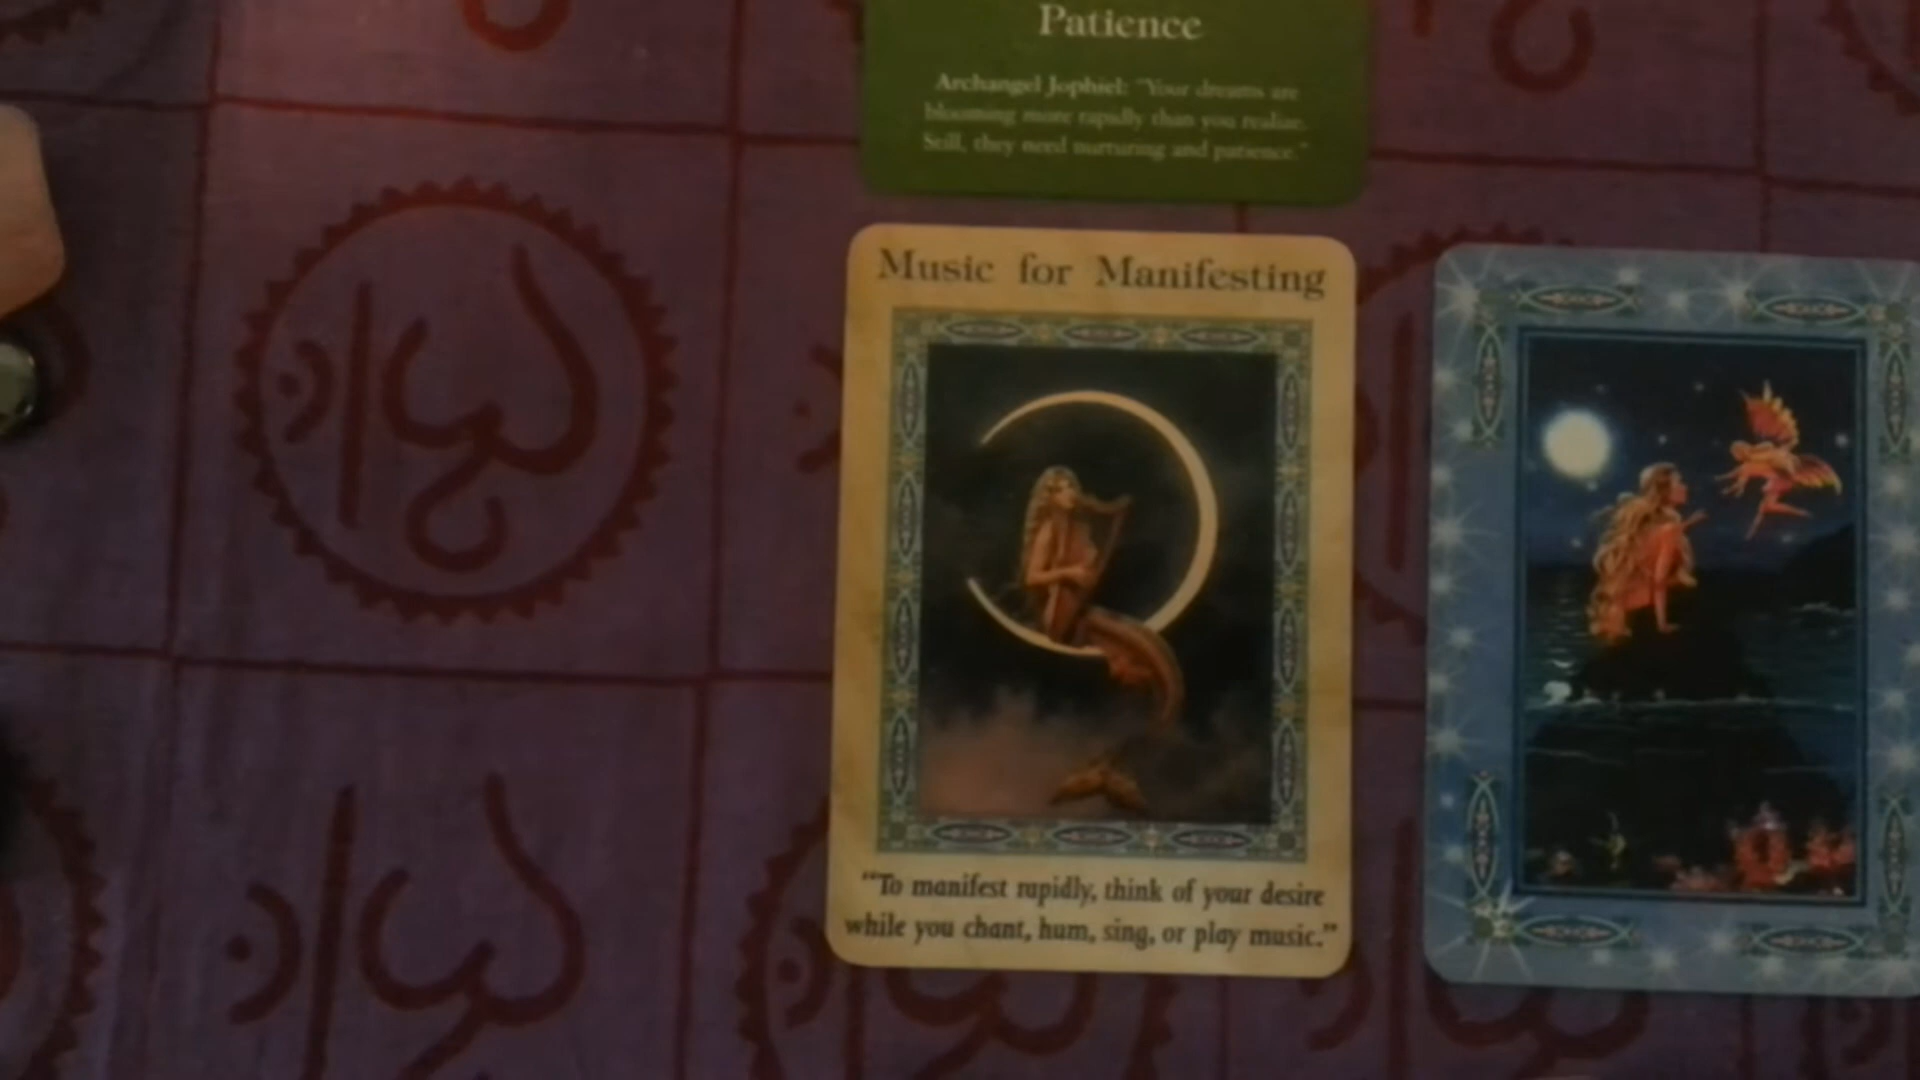 Patience
Archangel Jophiel: "Your dreams are
blooming more rapidly than you realize.
Still, they need nurturing and patience."
Music for Manifesting
"To manifest rapidly, think of your desire
while you chant, hum, sing, or play music."